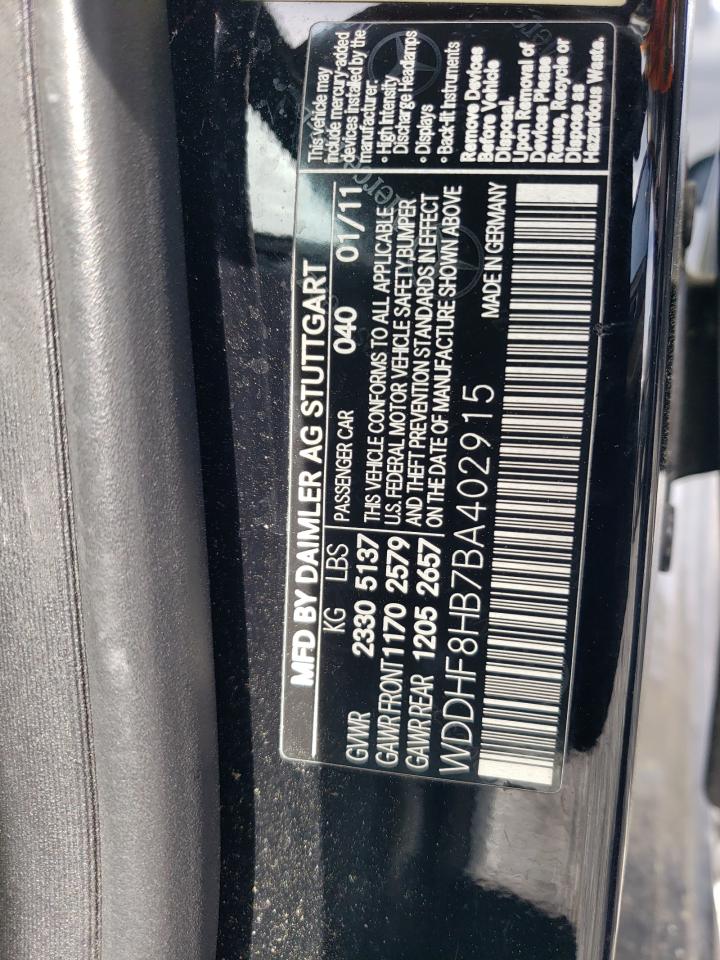 MFD BY DAIMLER AG STUTTGART
KG LBS
GVWR 2330 5137
GAWR FRONT 1170 2579
GAWR REAR 1205 2657
PASSENGER CAR 040 01/11
THIS VEHICLE CONFORMS TO ALL APPLICABLE
U.S. FEDERAL MOTOR VEHICLE SAFETY, BUMPER
AND THEFT PREVENTION STANDARDS IN EFFECT
ON THE DATE OF MANUFACTURE SHOWN ABOVE
WDDHF8HB7BA402915
MADE IN GERMANY
This vehicle may
include mercury-added
devices installed by the
manufacturer:
• High Intensity
Discharge Headlamps
• Displays
• Back-lit Instruments
Remove Devices
Before Vehicle
Disposal.
Upon Removal of
Devices Please
Reuse, Recycle or
Dispose as
Hazardous Waste.